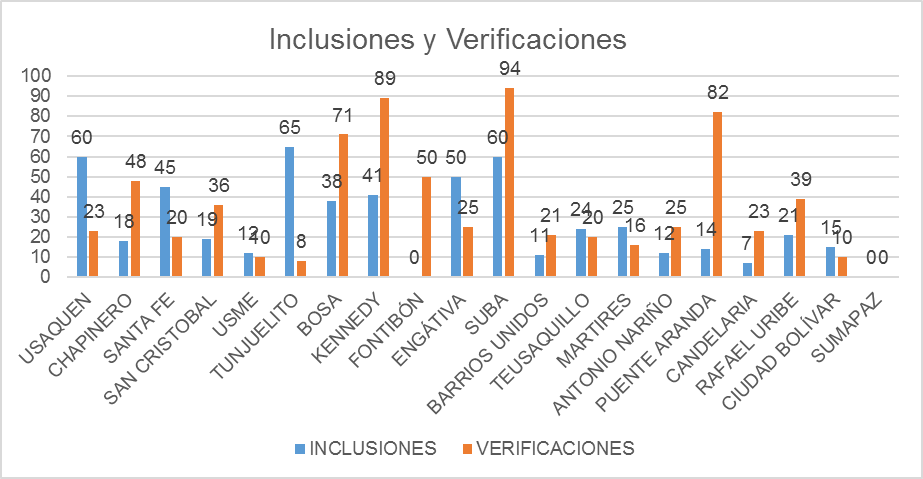 Inclusiones y Verificaciones
100
90
80
70
60
50
40
30
20
10
0
60 23 18 48 45 20 19 36 12 10 65 8 38 71 41 89 0 50 50 25 60 94 11 21 24 20 25 16 12 25 14 82 7 23 21 39 15 10 0 0
USAQUEN
CHAPINERO
SANTA FE
SAN CRISTOBAL
USME
TUNJUELITO
BOSA
KENNEDY
FONTIBÓN
ENGÁTIVA
SUBA
BARRIOS UNIDOS
TEUSAQUILLO
MARTIRES
ANTONIO NARIÑO
PUENTE ARANDA
CANDELARIA
RAFAEL URIBE
CIUDAD BOLÍVAR
SUMAPAZ
INCLUSIONES VERIFICACIONES